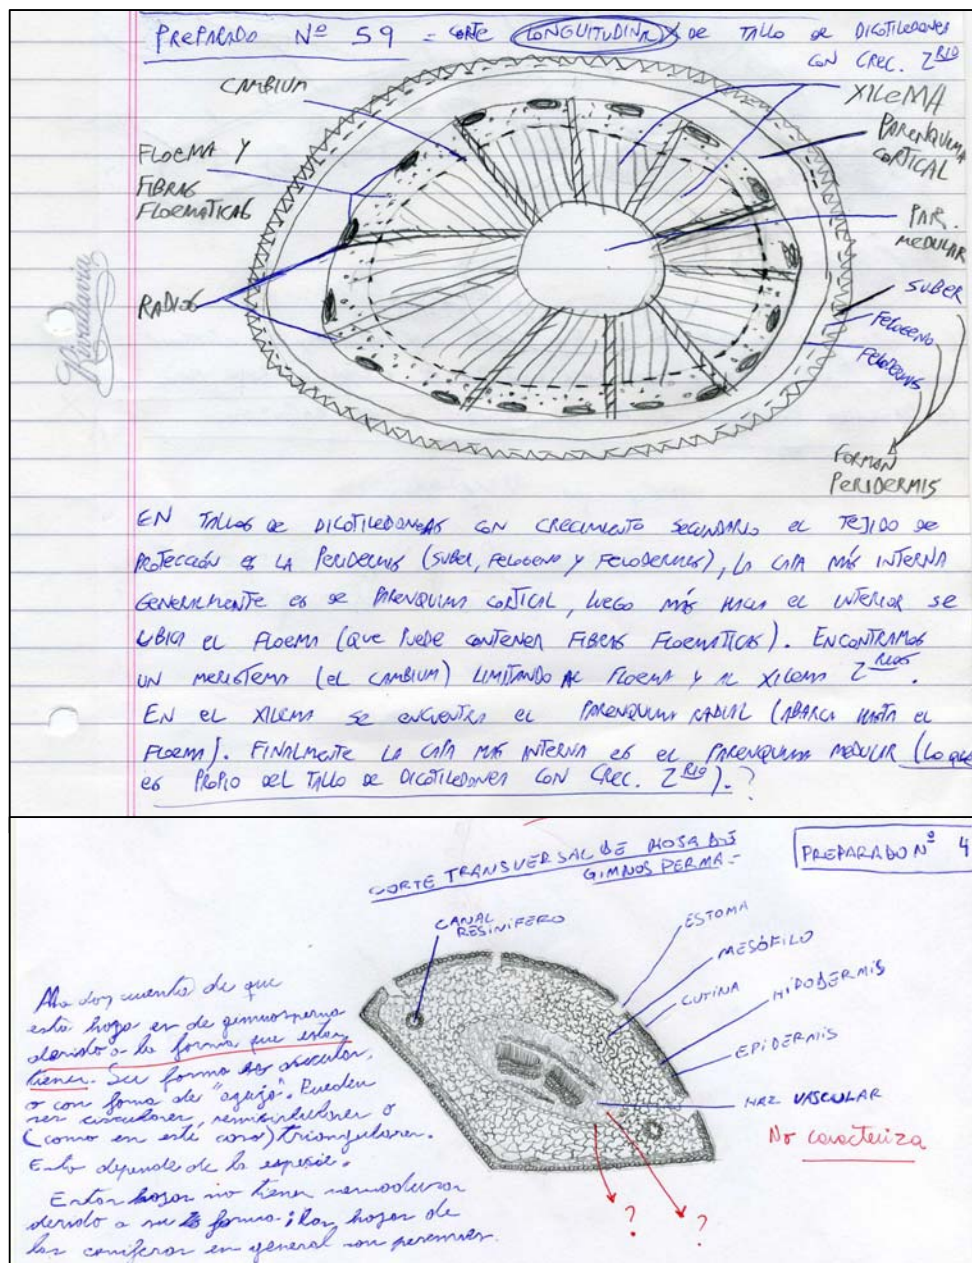 PREPARADO Nº 59 = CORTE LONGUITUDINAL DE TALLO DE DICOTILEDONES
CON CREC. 2RIO
CAMBIUM
XILEMA
FLOEMA Y
FIBRAS
FLOEMATICAS
PARENQUIMA
CORTICAL
PAR.
MEDULAR
RADIOS
SUBER
FELOGENO
FELODERMIS
FORMAN
PERIDERMIS
Rivadavia
EN TALLOS DE DICOTILEDONEAS CON CRECIMIENTO SECUNDARIO EL TEJIDO DE
PROTECCIÓN ES LA PERIDERMIS (SUBER, FELOGENO Y FELODERMIS), LA CAPA MÁS INTERNA
GENERALMENTE ES DE PARENQUIMA CORTICAL, LUEGO MÁS HACIA EL INTERIOR SE
UBICA EL FLOEMA (QUE PUEDE CONTENER FIBRAS FLOEMATICAS). ENCONTRAMOS
UN MERISTEMA (EL CAMBIUM) LIMITANDO AL FLOEMA Y AL XILEMA 2RIOS.
EN EL XILEMA SE ENCUENTRA EL PARENQUIMA RADIAL (ABARCA HASTA EL
FLOEMA). FINALMENTE LA CAPA MAS INTERNA ES EL PARENQUIMA MEDULAR (LO QUE
ES PROPIO DEL TALLO DE DICOTILEDONEA CON CREC. 2RIO). ?
CORTE TRANSVERSAL DE HOJA DE
GIMNOSPERMA -
PREPARADO Nº 4
CANAL
RESINIFERO
ESTOMA
MESÓFILO
CUTINA
HIPODERMIS
EPIDERMIS
HAZ VASCULAR
No caracteriza
? ?
Me doy cuenta de que
esta hoja es de gimnosperma
debido a la forma que estas
tienen. Su forma es acicular,
o con forma de "aguja". Pueden
ser circulares, semicirculares o
(como en este caso) triangulares.
Esto depende de la especie.
Estas hojas no tienen nervaduras
debido a su forma; las hojas de
las coniferas en general son perennes.